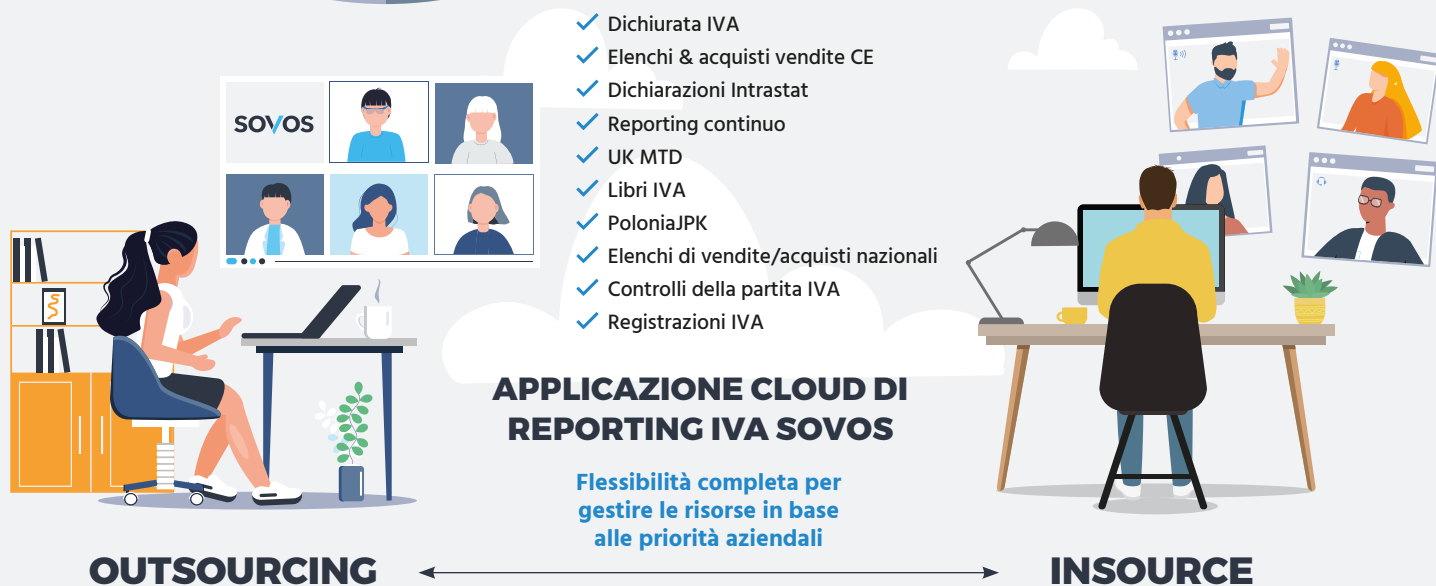 Dichiurata IVA
Elenchi & acquisti vendite CE
Dichiarazioni Intrastat
Reporting continuo
UK MTD
Libri IVA
PoloniaJPK
Elenchi di vendite/acquisti nazionali
Controlli della partita IVA
Registrazioni IVA
SOVOS
APPLICAZIONE CLOUD DI
REPORTING IVA SOVOS
Flessibilità completa per
gestire le risorse in base
alle priorità aziendali
OUTSOURCING
INSOURCE